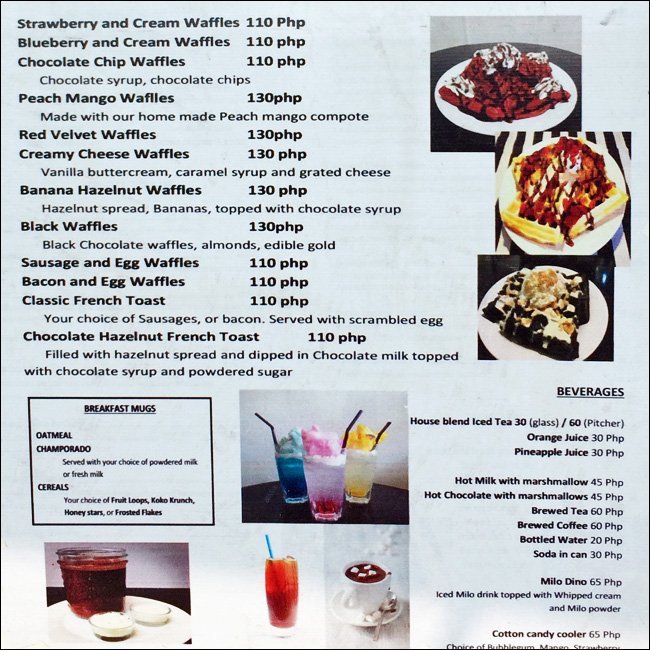 Strawberry and Cream Waffles 110 Php
Blueberry and Cream Waffles 110 php
Chocolate Chip Waffles 110 php
Chocolate syrup, chocolate chips
Peach Mango Waflles 130php
Made with our home made Peach mango compote
Red Velvet Waffles 130php
Creamy Cheese Waffles 130 php
Vanilla buttercream, caramel syrup and grated cheese
Banana Hazelnut Waffles 130 php
Hazelnut spread, Bananas, topped with chocolate syrup
Black Waffles 130php
Black Chocolate waffles, almonds, edible gold
Sausage and Egg Waffles 110 php
Bacon and Egg Waffles 110 php
Classic French Toast 110 php
Your choice of Sausages, or bacon. Served with scrambled egg
Chocolate Hazelnut French Toast 110 php
Filled with hazelnut spread and dipped in Chocolate milk topped
with chocolate syrup and powdered sugar
BREAKFAST MUGS
OATMEAL
CHAMPORADO
Served with your choice of powdered milk
or fresh milk
CEREALS
Your choice of Fruit Loops, Koko Krunch,
Honey stars, or Frosted Flakes
BEVERAGES
House blend Iced Tea 30 (glass) / 60 (Pitcher)
Orange Juice 30 Php
Pineapple Juice 30 Php
Hot Milk with marshmallow 45 Php
Hot Chocolate with marshmallows 45 Php
Brewed Tea 60 Php
Brewed Coffee 60 Php
Bottled Water 20 Php
Soda in can 30 Php
Milo Dino 65 Php
Iced Milo drink topped with Whipped cream
and Milo powder
Cotton candy cooler 65 Php
Choice of Bubblegum, Mango, Strawberry